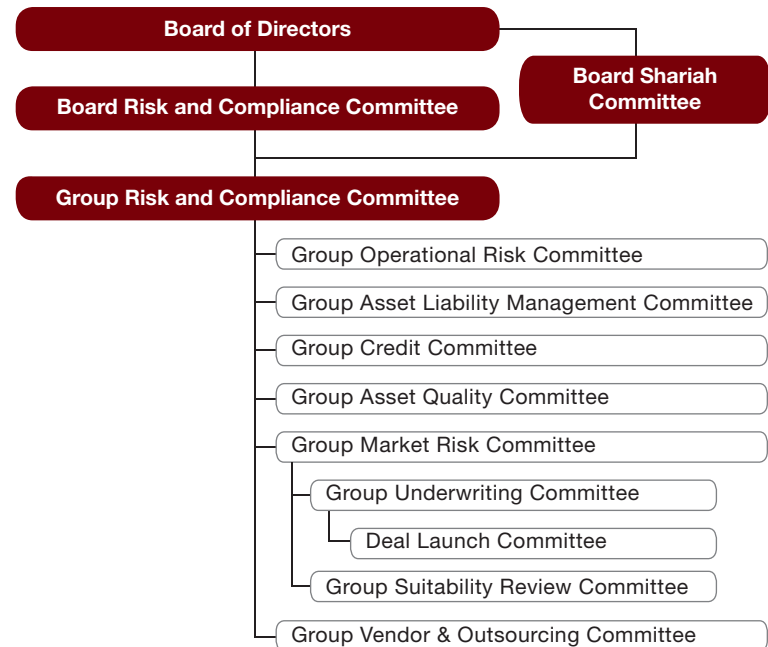 Board of Directors
Board Risk and Compliance Committee
Board Shariah
Committee
Group Risk and Compliance Committee
Group Operational Risk Committee
Group Asset Liability Management Committee
Group Credit Committee
Group Asset Quality Committee
Group Market Risk Committee
Group Underwriting Committee
Deal Launch Committee
Group Suitability Review Committee
Group Vendor & Outsourcing Committee